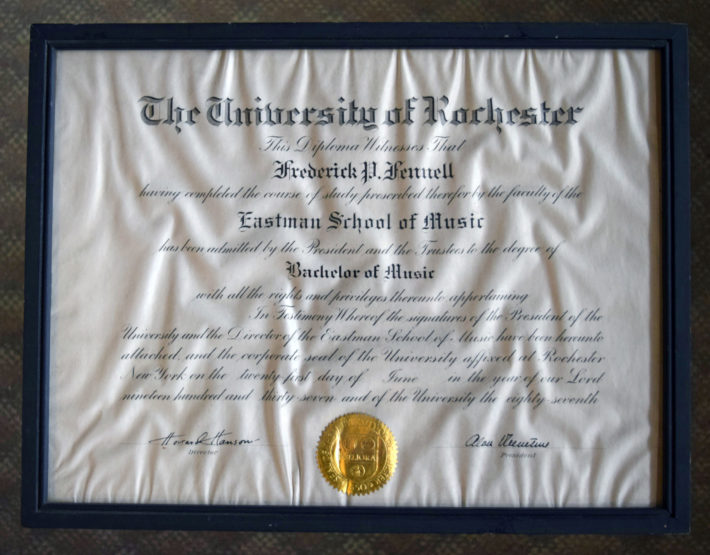 The University of Rochester
This Diploma Witnesses That
Frederick P. Fennell
having completed the course of study prescribed therefor by the faculty of the
Eastman School of Music
has been admitted by the President and the Trustees to the degree of
Bachelor of Music
with all the rights and privileges thereunto appertaining
In Testimony Whereof the signatures of the President of the
University and the Director of the Eastman School of Music have been hereunto
attached, and the corporate seal of the University affixed at Rochester
New York on the twenty-first day of June in the year of our Lord
nineteen hundred and thirty-seven and of the University the eighty-seventh
Howard Hanson
Director
MELIORA
Alan Valentine
President